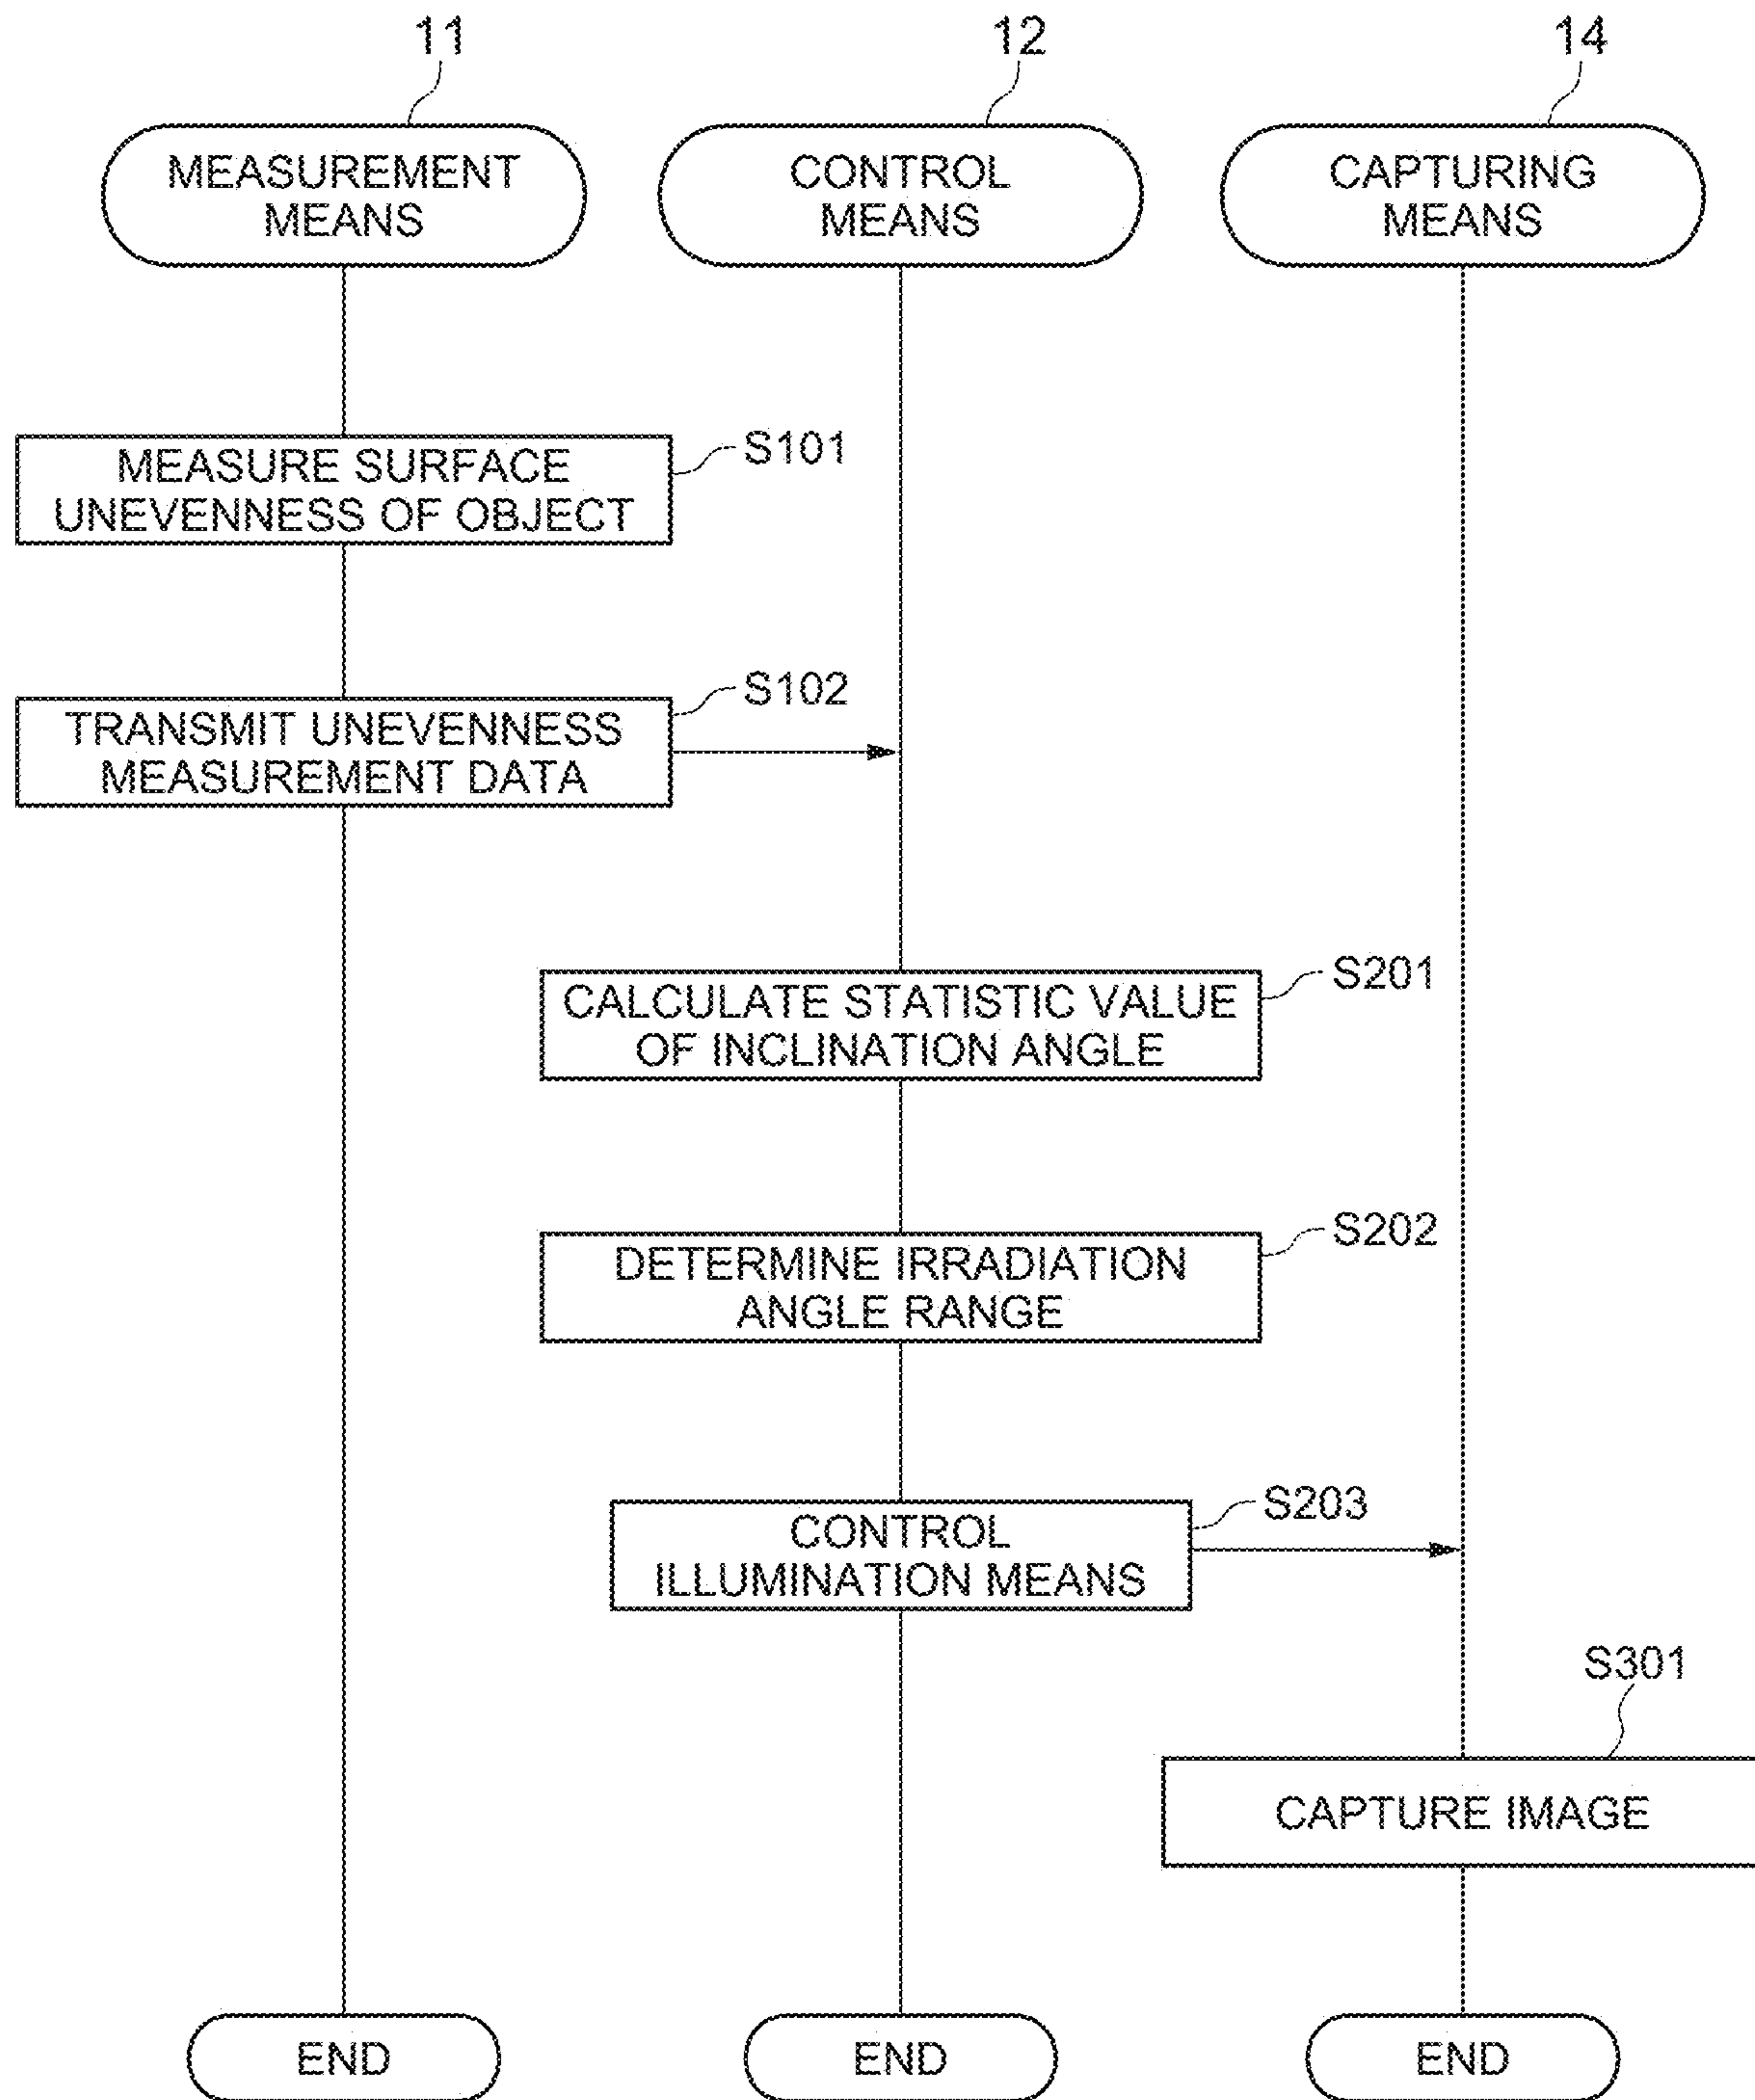 11
12
14
MEASUREMENT
MEANS
CONTROL
MEANS
CAPTURING
MEANS
S101
MEASURE SURFACE
UNEVENNESS OF OBJECT
S102
TRANSMIT UNEVENNESS
MEASUREMENT DATA
S201
CALCULATE STATISTIC VALUE
OF INCLINATION ANGLE
S202
DETERMINE IRRADIATION
ANGLE RANGE
S203
CONTROL
ILLUMINATION MEANS
S301
CAPTURE IMAGE
END
END
END